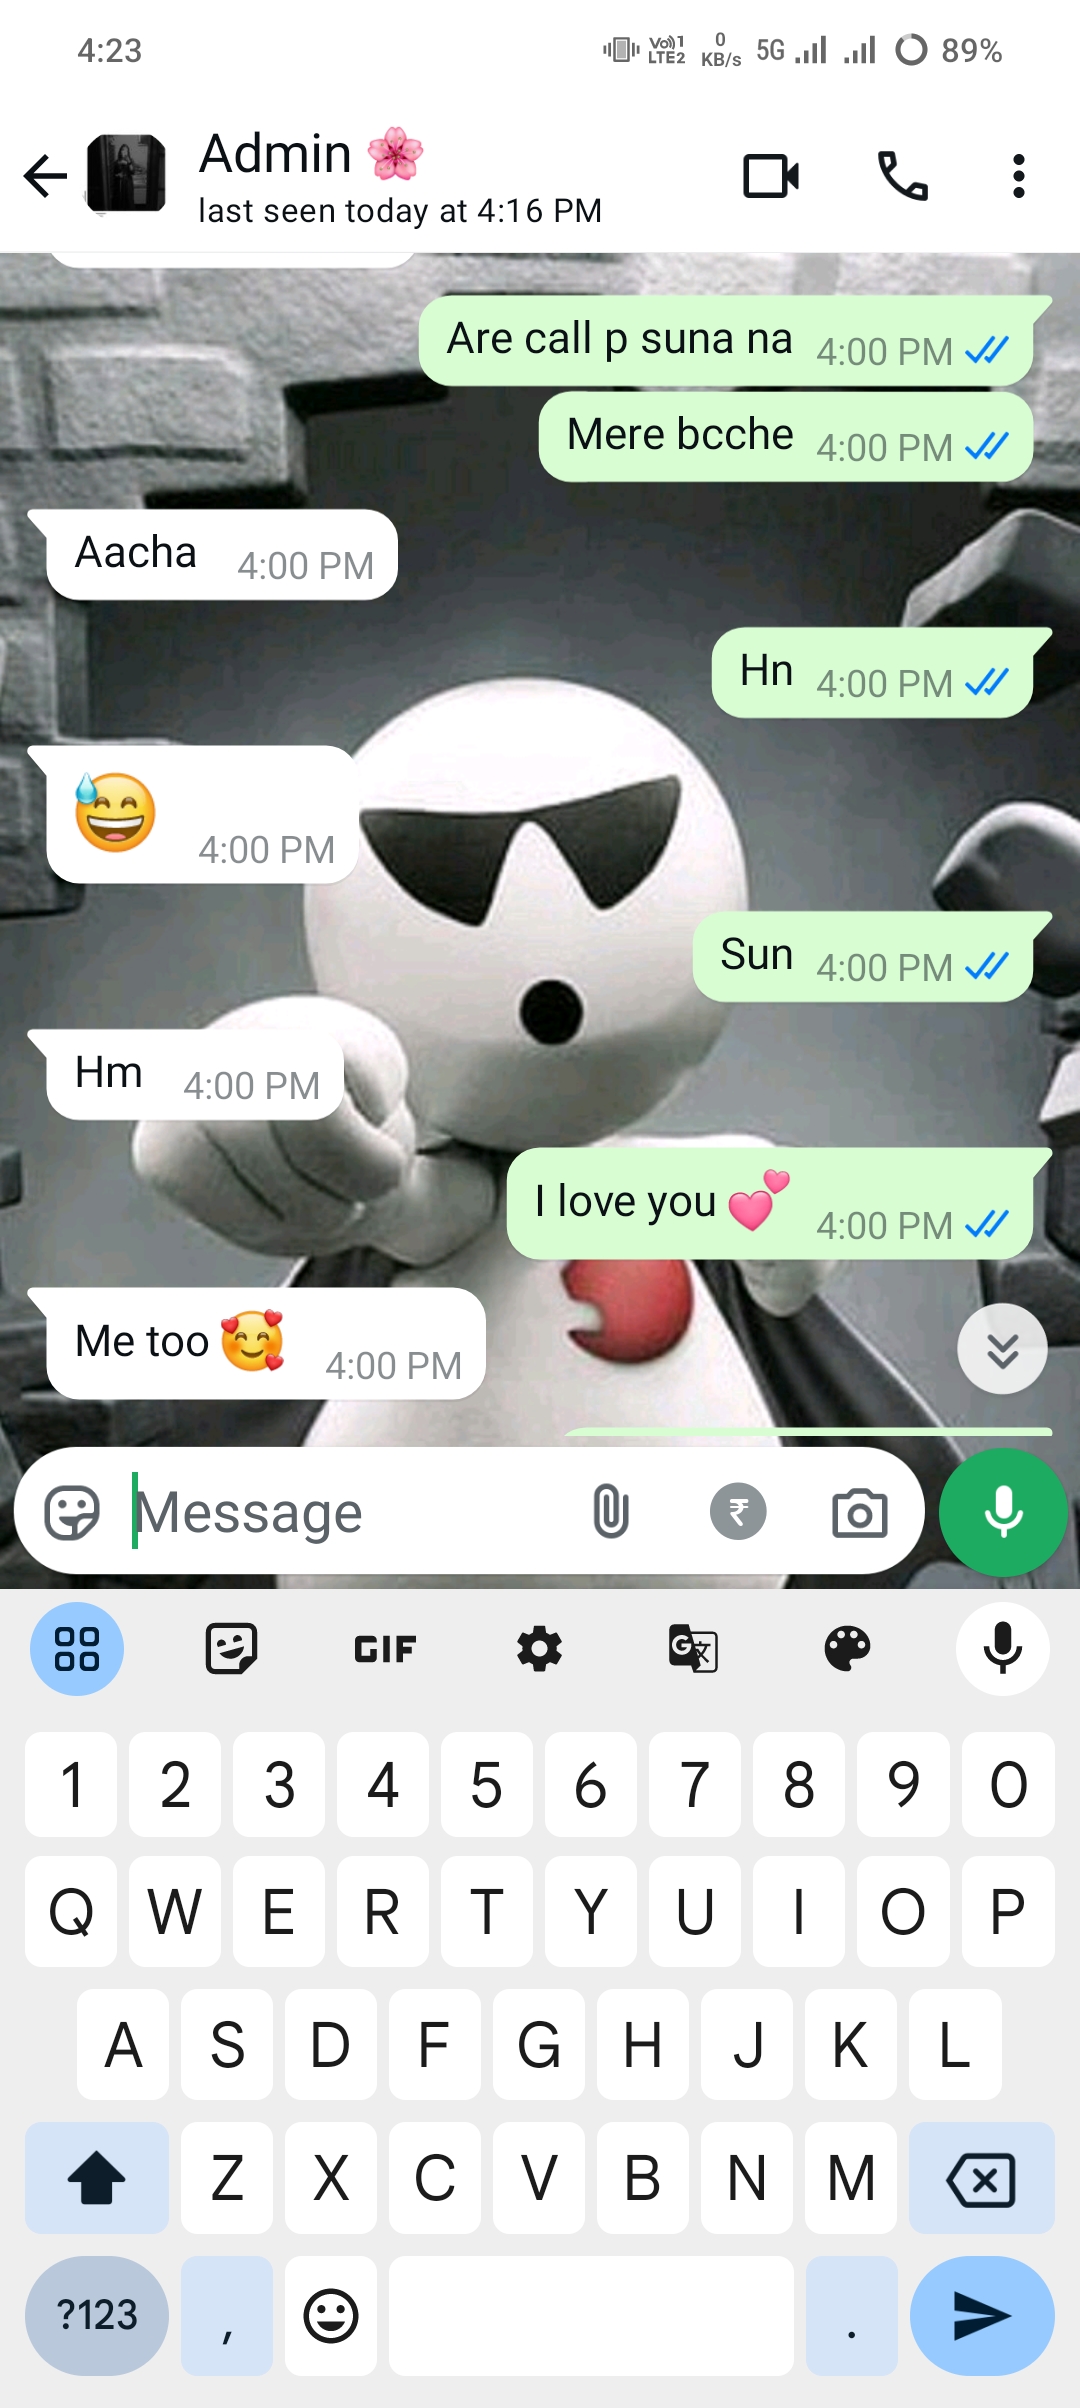 4:23
Vo))1
LTE2
0
KB/s
5G
89%
Admin 🌸
last seen today at 4:16 PM
Are call p suna na 4:00 PM
Mere bcche 4:00 PM
Aacha 4:00 PM
Hn 4:00 PM
😅 4:00 PM
Sun 4:00 PM
Hm 4:00 PM
I love you 💕 4:00 PM
Me too 🥰 4:00 PM
Message
₹
GIF
G 文
1 2 3 4 5 6 7 8 9 0
Q W E R T Y U I O P
A S D F G H J K L
Z X C V B N M
?123 , .